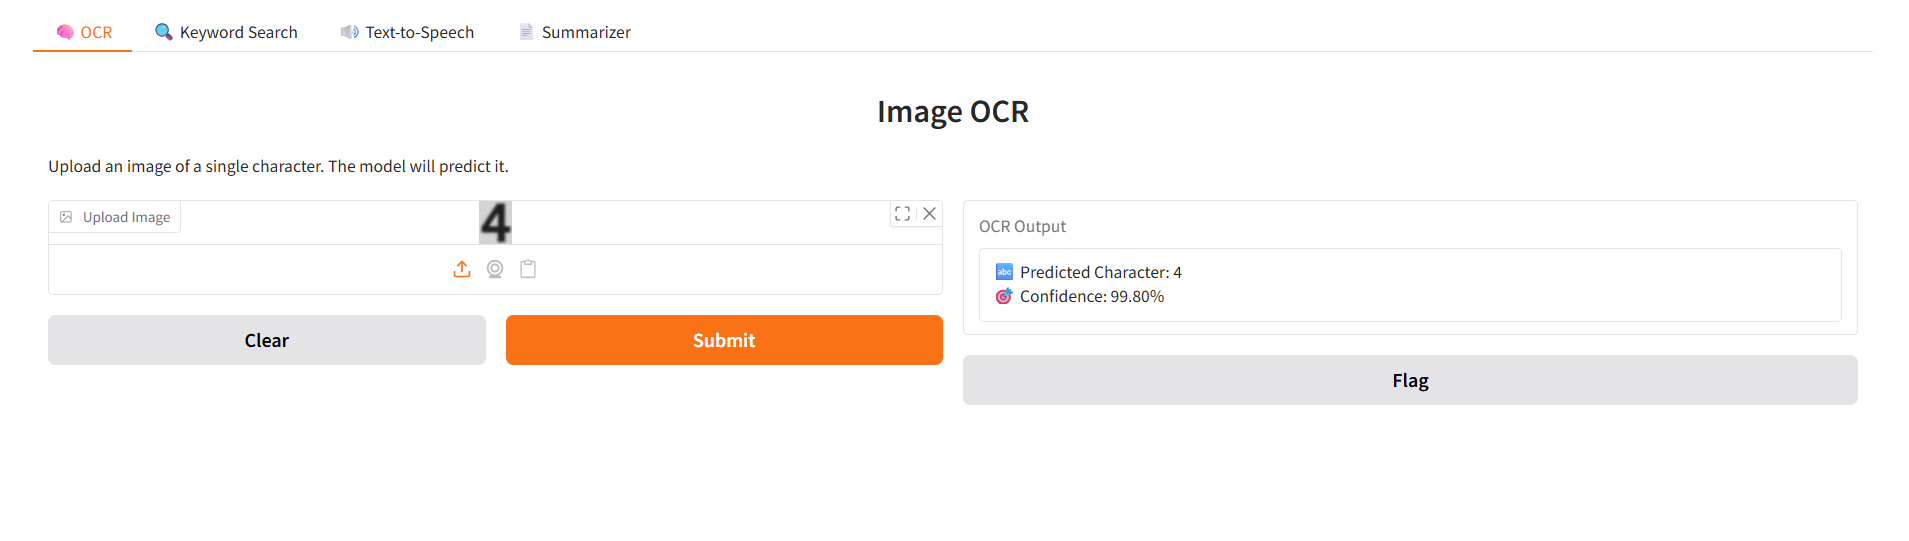 OCR
Keyword Search
Text-to-Speech
Summarizer
Image OCR
Upload an image of a single character. The model will predict it.
Upload Image
4
Clear
Submit
OCR Output
abc Predicted Character: 4
Confidence: 99.80%
Flag